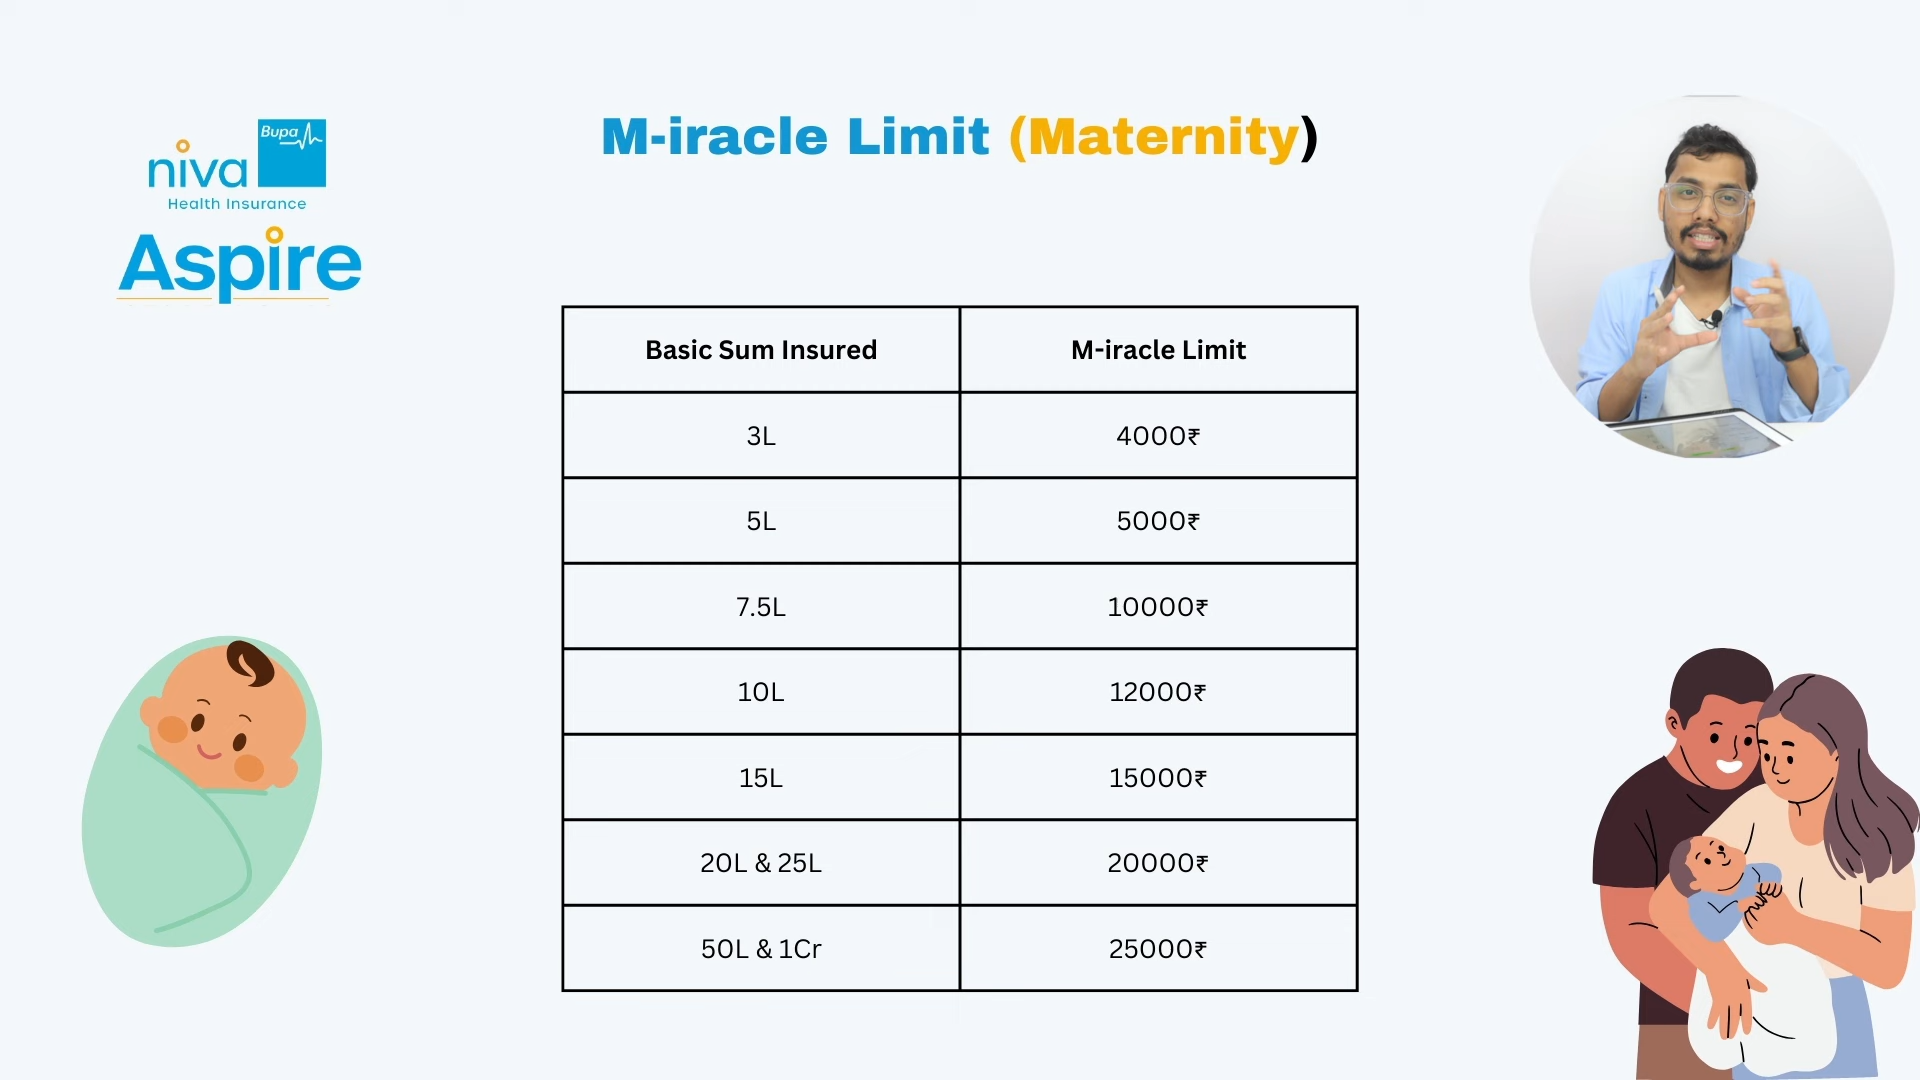 Bupa
niva
Health Insurance
Aspire
M-iracle Limit (Maternity)
Basic Sum Insured M-iracle Limit
3L 4000₹
5L 5000₹
7.5L 10000₹
10L 12000₹
15L 15000₹
20L & 25L 20000₹
50L & 1Cr 25000₹